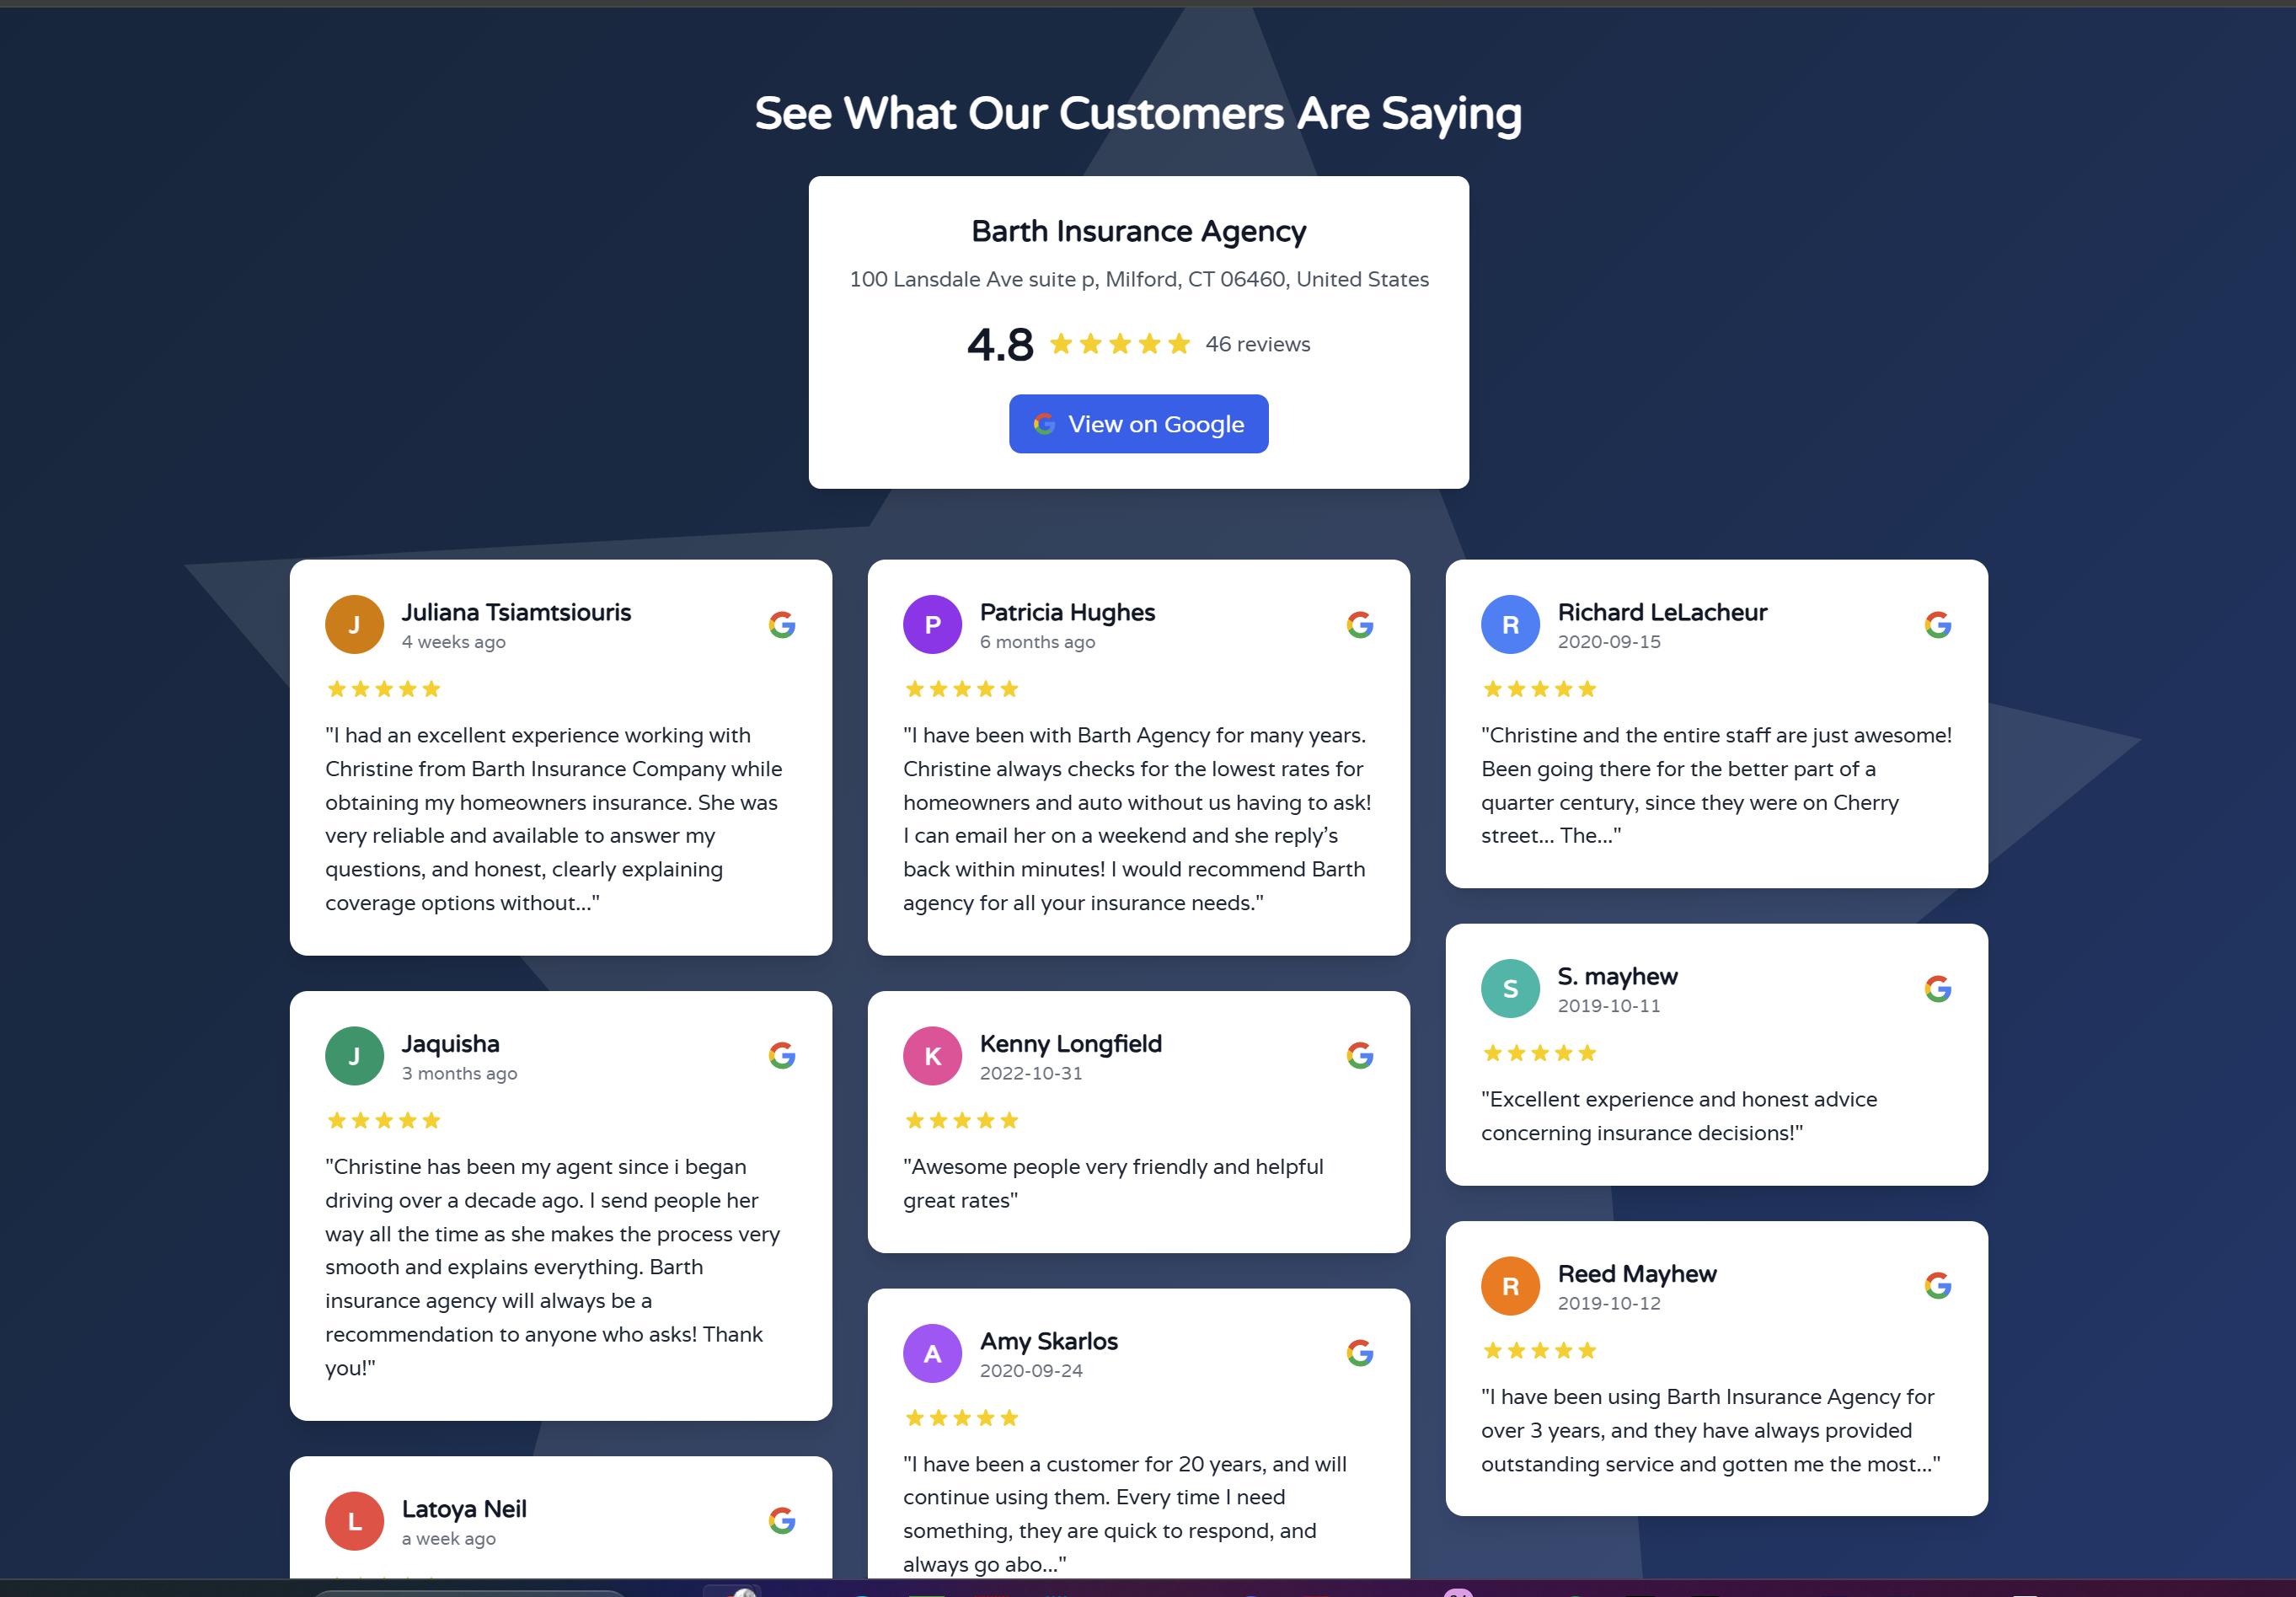 See What Our Customers Are Saying
Barth Insurance Agency
100 Lansdale Ave suite p, Milford, CT 06460, United States
4.8 46 reviews
View on Google
J Juliana Tsiamtsiouris
4 weeks ago
"I had an excellent experience working with
Christine from Barth Insurance Company while
obtaining my homeowners insurance. She was
very reliable and available to answer my
questions, and honest, clearly explaining
coverage options without..."
J Jaquisha
3 months ago
"Christine has been my agent since i began
driving over a decade ago. I send people her
way all the time as she makes the process very
smooth and explains everything. Barth
insurance agency will always be a
recommendation to anyone who asks! Thank
you!"
L Latoya Neil
a week ago
P Patricia Hughes
6 months ago
"I have been with Barth Agency for many years.
Christine always checks for the lowest rates for
homeowners and auto without us having to ask!
I can email her on a weekend and she reply's
back within minutes! I would recommend Barth
agency for all your insurance needs."
K Kenny Longfield
2022-10-31
"Awesome people very friendly and helpful
great rates"
A Amy Skarlos
2020-09-24
"I have been a customer for 20 years, and will
continue using them. Every time I need
something, they are quick to respond, and
always go abo..."
R Richard LeLacheur
2020-09-15
"Christine and the entire staff are just awesome!
Been going there for the better part of a
quarter century, since they were on Cherry
street... The..."
S S. mayhew
2019-10-11
"Excellent experience and honest advice
concerning insurance decisions!"
R Reed Mayhew
2019-10-12
"I have been using Barth Insurance Agency for
over 3 years, and they have always provided
outstanding service and gotten me the most..."